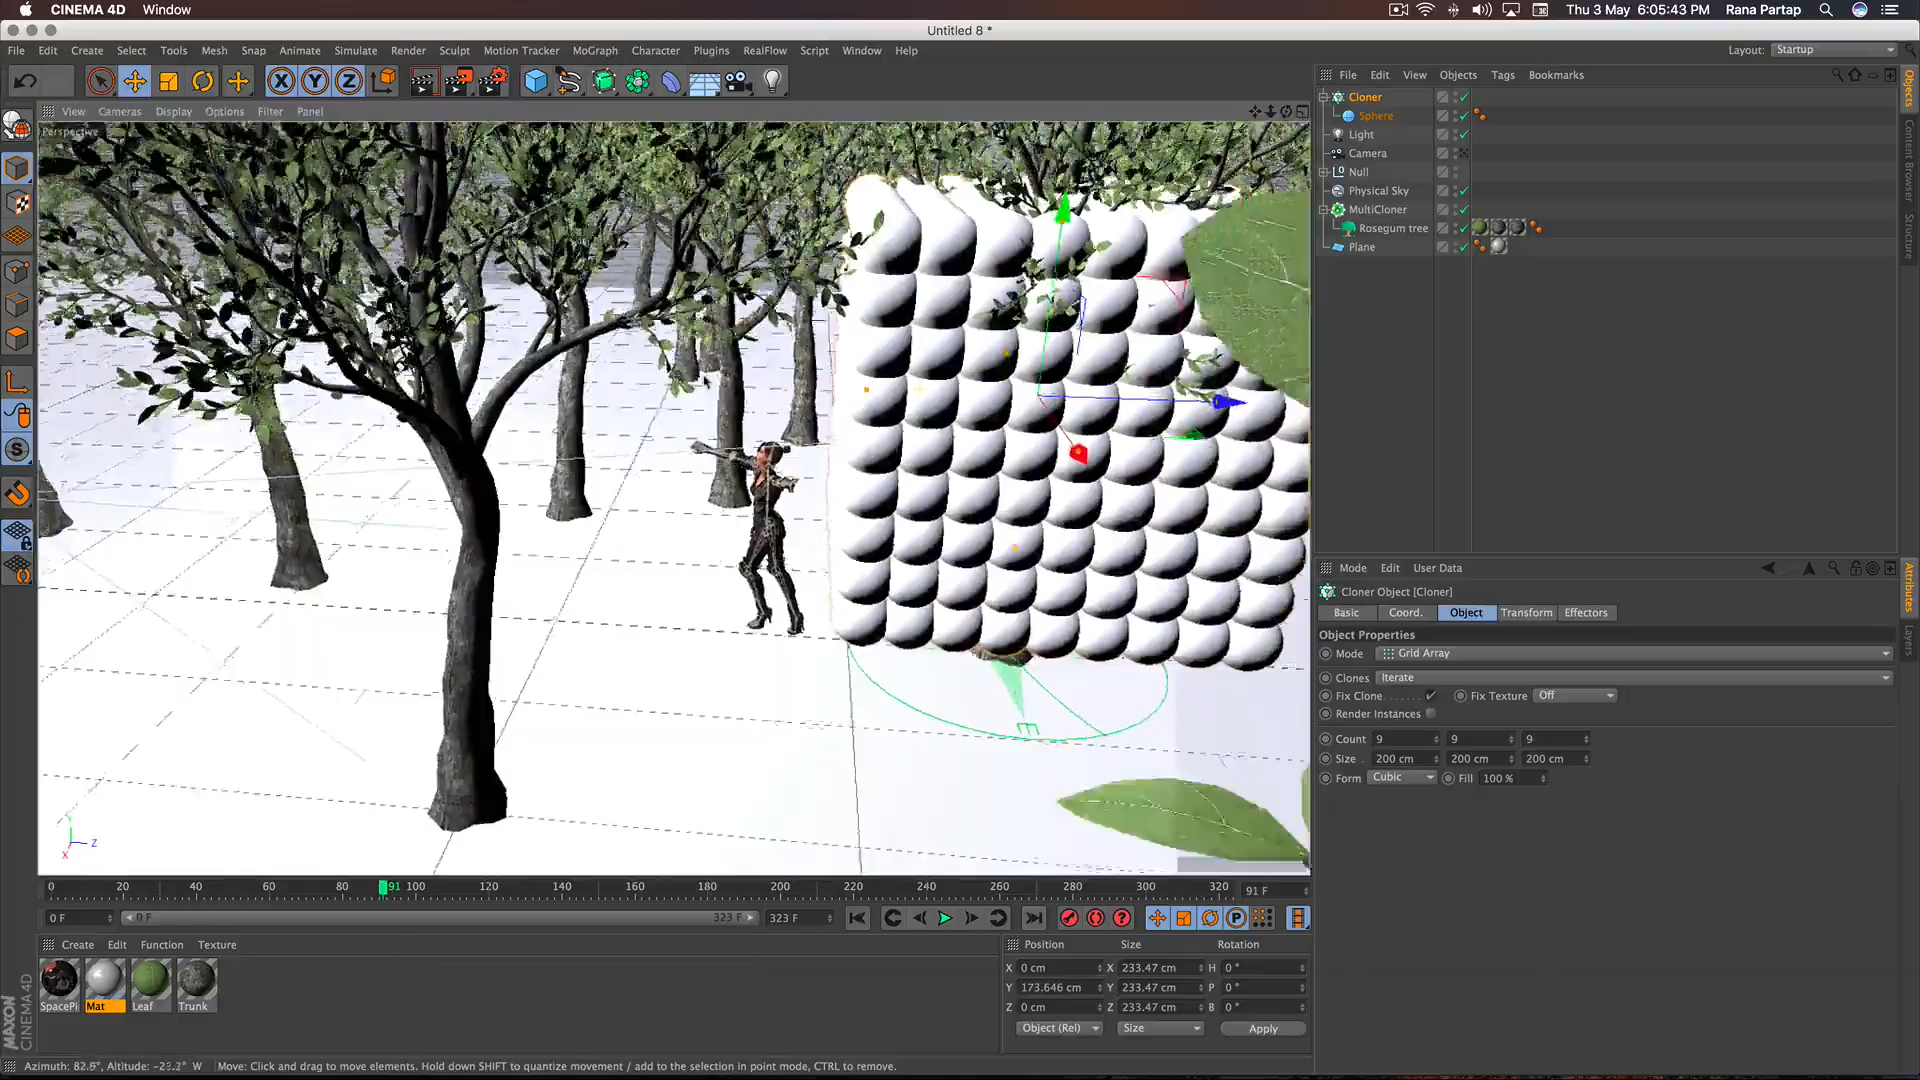 CINEMA 4D Window
Thu 3 May 6:05:43 PM Rana Partap
Untitled 8 *
File Edit Create Select Tools Mesh Snap Animate Simulate Render Sculpt Motion Tracker MoGraph Character Plugins RealFlow Script Window Help
Layout: Startup
X Y Z
File Edit View Objects Tags Bookmarks
View Cameras Display Options Filter Panel
Perspective
Cloner
Sphere
Light
Camera
Null
Physical Sky
MultiCloner
Rosegum tree
Plane
Objects
Content Browser
Structure
Mode Edit User Data
Cloner Object [Cloner]
Basic Coord. Object Transform Effectors
Object Properties
Mode Grid Array
Clones Iterate
Fix Clone Fix Texture Off
Render Instances
Count 9 9 9
Size 200 cm 200 cm 200 cm
Form Cubic Fill 100 %
Attributes
Layers
Y Z X
0 20 40 60 80 91 100 120 140 160 180 200 220 240 260 280 300 320 91 F
0 F 0 F 323 F 323 F
Create Edit Function Texture
SpacePi Mat Leaf Trunk
Position Size Rotation
X 0 cm X 233.47 cm H 0 °
Y 173.646 cm Y 233.47 cm P 0 °
Z 0 cm Z 233.47 cm B 0 °
Object (Rel) Size Apply
MAXON
CINEMA 4D
Move: Click and drag to move elements. Hold down SHIFT to quantize movement / add to the selection in point mode, CTRL to remove.